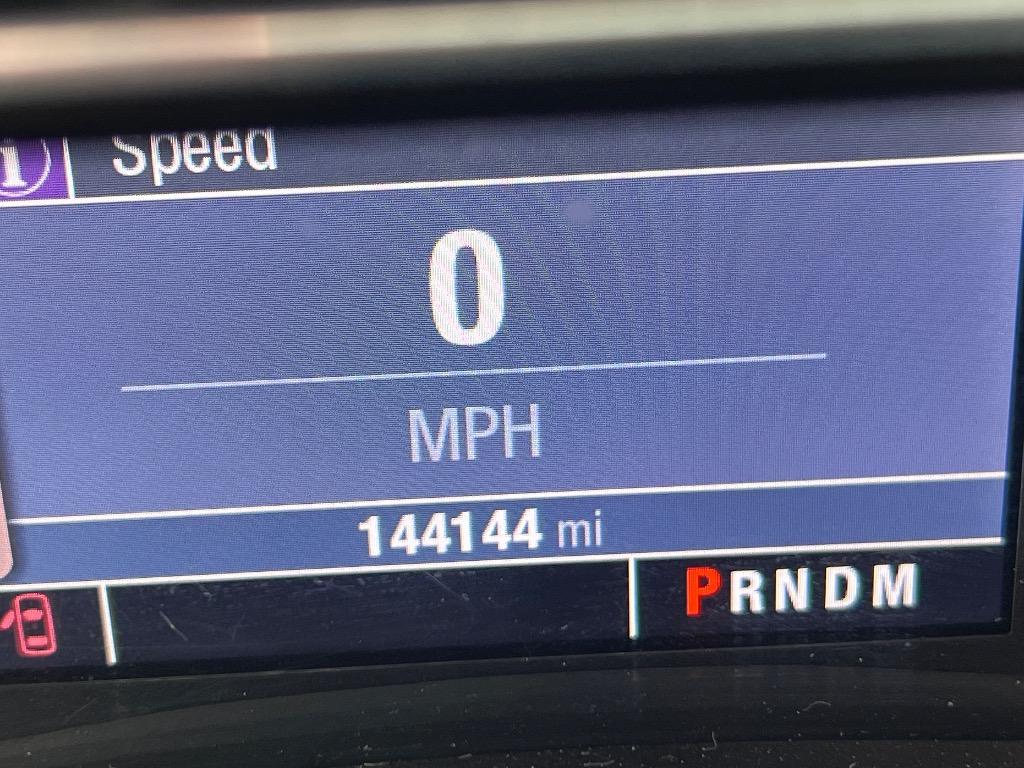 i Speed
0
MPH
144144 mi
PRNDM